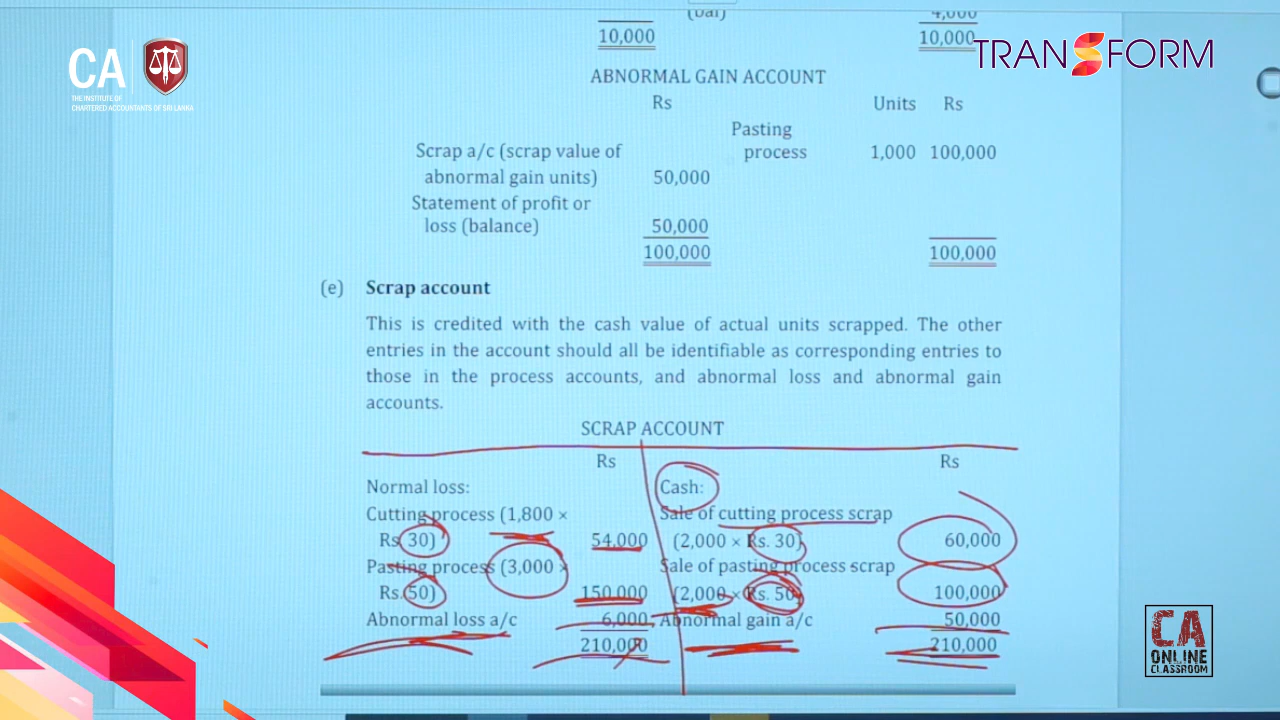 (bal)
4,000
10,000
10,000
CA
THE INSTITUTE OF
CHARTERED ACCOUNTANTS OF SRI LANKA
TRANSFORM
ABNORMAL GAIN ACCOUNT
Rs Units Rs
Pasting
Scrap a/c (scrap value of process 1,000 100,000
abnormal gain units) 50,000
Statement of profit or
loss (balance) 50,000
100,000 100,000
(e) Scrap account
This is credited with the cash value of actual units scrapped. The other
entries in the account should all be identifiable as corresponding entries to
those in the process accounts, and abnormal loss and abnormal gain
accounts.
SCRAP ACCOUNT
Rs Rs
Normal loss: Cash:
Cutting process (1,800 × Sale of cutting process scrap
Rs 30) 54,000 (2,000 × Rs. 30) 60,000
Pasting process (3,000 × Sale of pasting process scrap
Rs.50) 150,000 (2,000 × Rs. 50) 100,000
Abnormal loss a/c 6,000 Abnormal gain a/c 50,000
210,000 210,000
CA
ONLINE
CLASSROOM